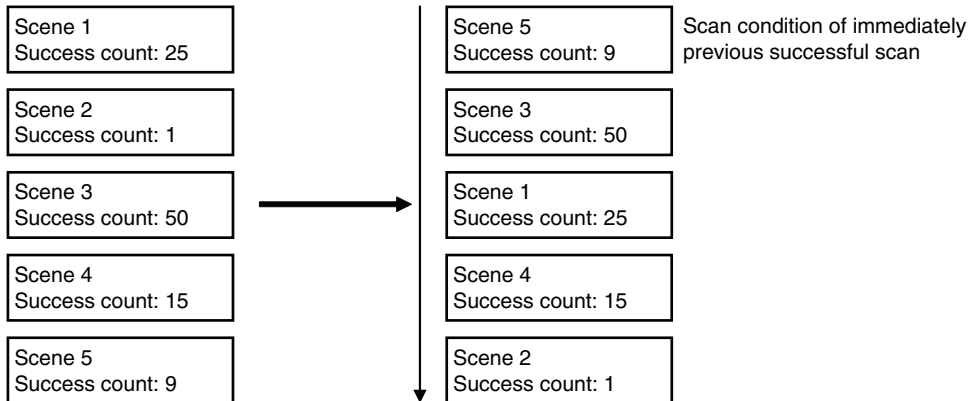 Scene 1
Success count: 25
Scene 2
Success count: 1
Scene 3
Success count: 50
Scene 4
Success count: 15
Scene 5
Success count: 9
Scene 5
Success count: 9
Scan condition of immediately
previous successful scan
Scene 3
Success count: 50
Scene 1
Success count: 25
Scene 4
Success count: 15
Scene 2
Success count: 1